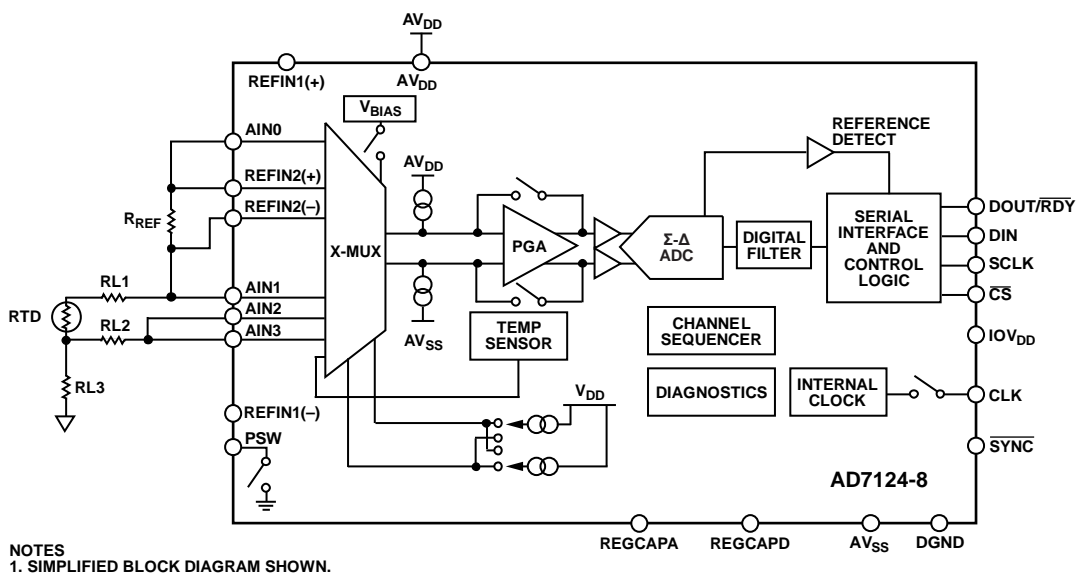 AVDD
REFIN1(+)
AVDD
VBIAS
AIN0
REFIN2(+)
REFIN2(–)
RREF
X-MUX
AVDD
PGA
Σ-Δ
ADC
REFERENCE
DETECT
DIGITAL
FILTER
SERIAL
INTERFACE
AND
CONTROL
LOGIC
DOUT/RDY
DIN
SCLK
CS
RL1
AIN1
RTD
AIN2
RL2
AIN3
AVSS
TEMP
SENSOR
CHANNEL
SEQUENCER
IOVDD
RL3
VDD
DIAGNOSTICS
INTERNAL
CLOCK
CLK
REFIN1(–)
PSW
SYNC
AD7124-8
REGCAPA
REGCAPD
AVSS
DGND
NOTES
1. SIMPLIFIED BLOCK DIAGRAM SHOWN.